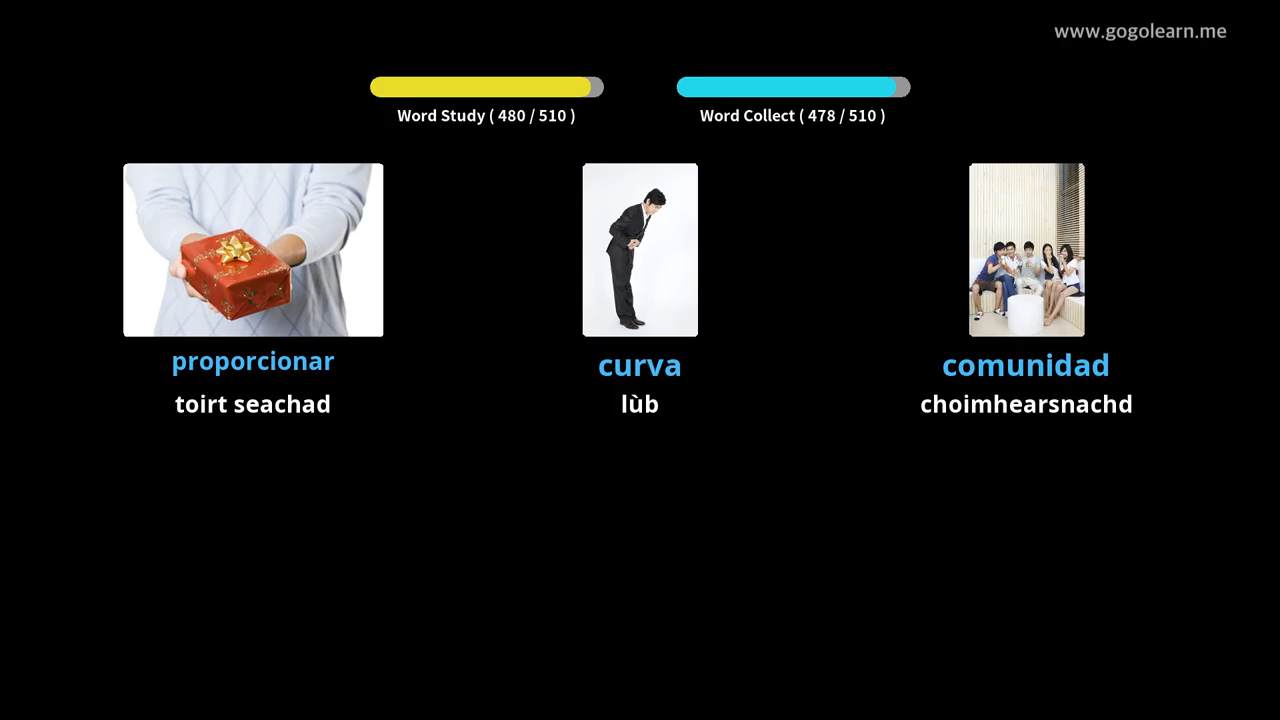 www.gogolearn.me
Word Study ( 480 / 510 )
Word Collect ( 478 / 510 )
proporcionar
curva
comunidad
toirt seachad
lùb
choimhearsnachd